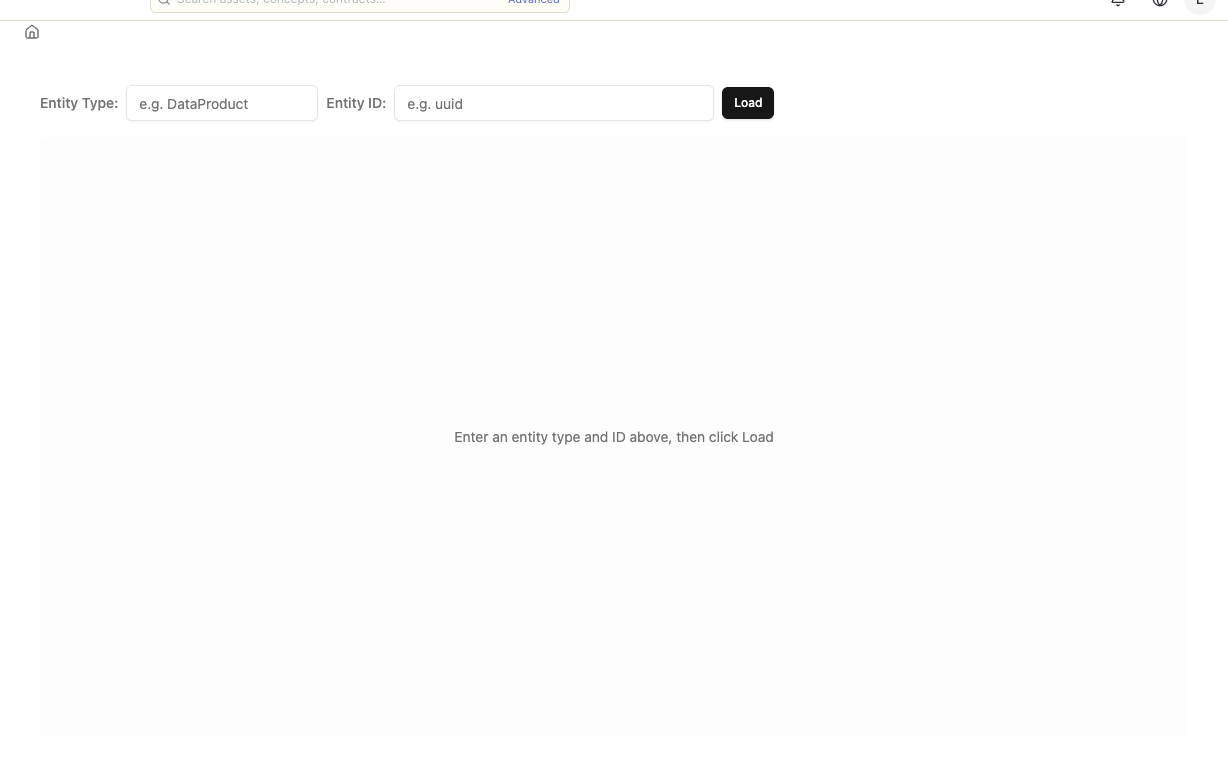 Search assets, concepts, contracts... Advanced
Entity Type: e.g. DataProduct Entity ID: e.g. uuid Load
Enter an entity type and ID above, then click Load